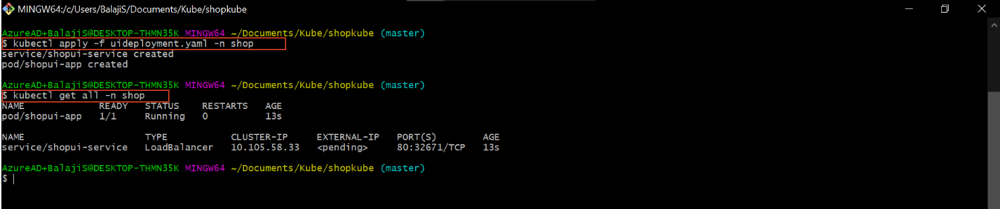 MINGW64:/c/Users/BalajiS/Documents/Kube/shopkube
AzureAD+BalajiS@DESKTOP-THMN35K MINGW64 ~/Documents/Kube/shopkube (master)
$ kubectl apply -f uideployment.yaml -n shop
service/shopui-service created
pod/shopui-app created
AzureAD+BalajiS@DESKTOP-THMN35K MINGW64 ~/Documents/Kube/shopkube (master)
$ kubectl get all -n shop
NAME READY STATUS RESTARTS AGE
pod/shopui-app 1/1 Running 0 13s
NAME TYPE CLUSTER-IP EXTERNAL-IP PORT(S) AGE
service/shopui-service LoadBalancer 10.105.58.33 <pending> 80:32671/TCP 13s
AzureAD+BalajiS@DESKTOP-THMN35K MINGW64 ~/Documents/Kube/shopkube (master)
$